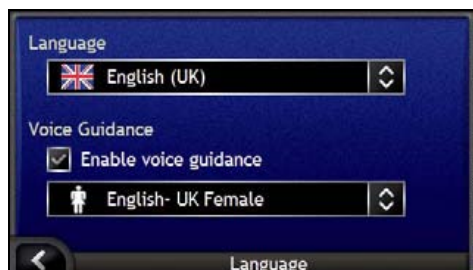 Language
English (UK)
Voice Guidance
Enable voice guidance
English- UK Female
Language